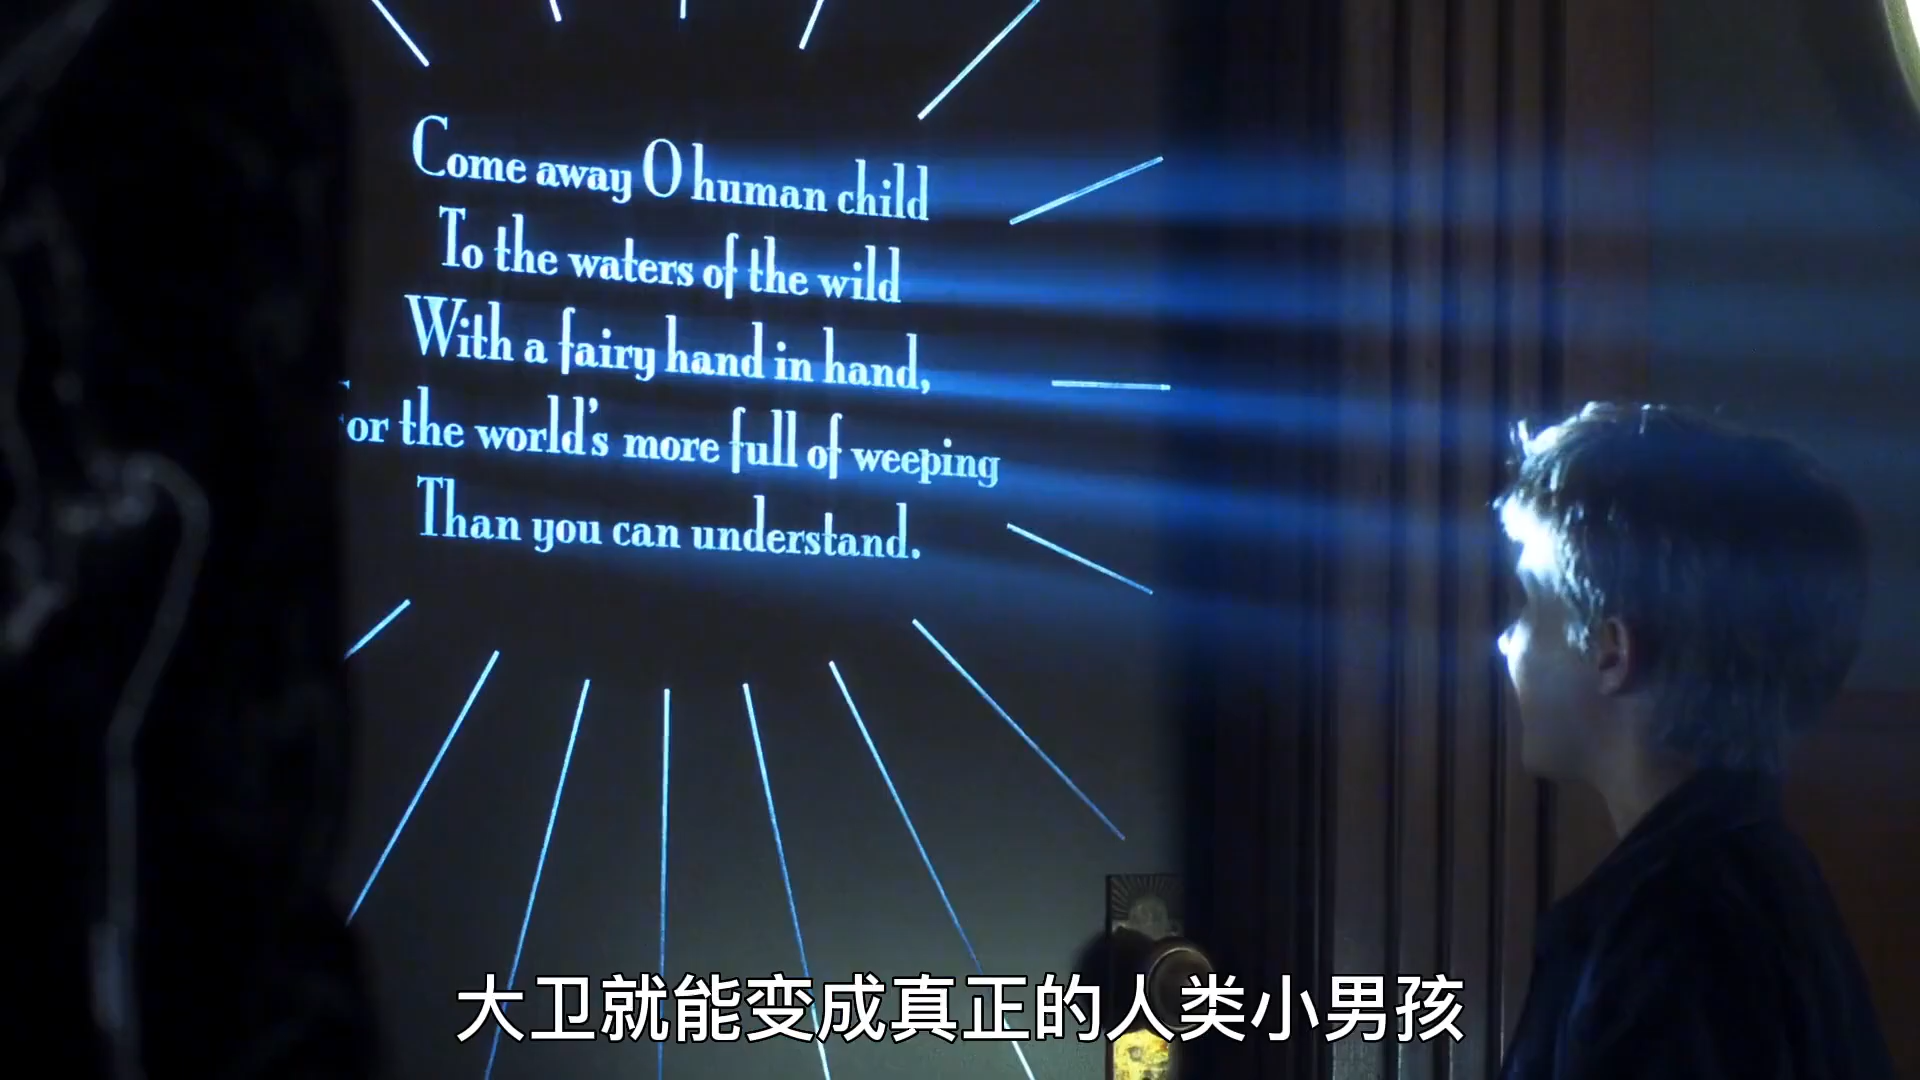 Come away O human child
To the waters of the wild
With a fairy hand in hand,
or the world's more full of weeping
Than you can understand.
大卫就能变成真正的人类小男孩